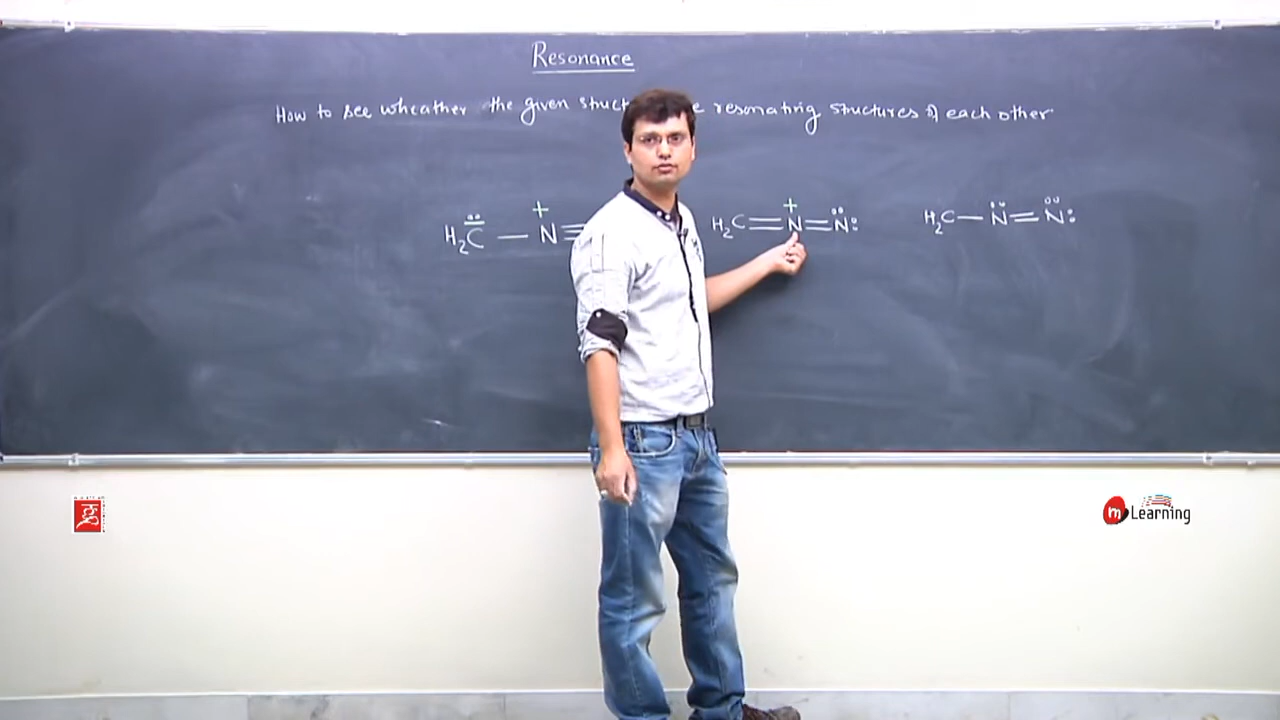 Resonance
How to see wheather the given struct resonating structures of each other
H₂C̈̄ — N⁺ ≡
H₂C = N⁺ = N̈:
H₂C — N̈ = N̈:
m Learning